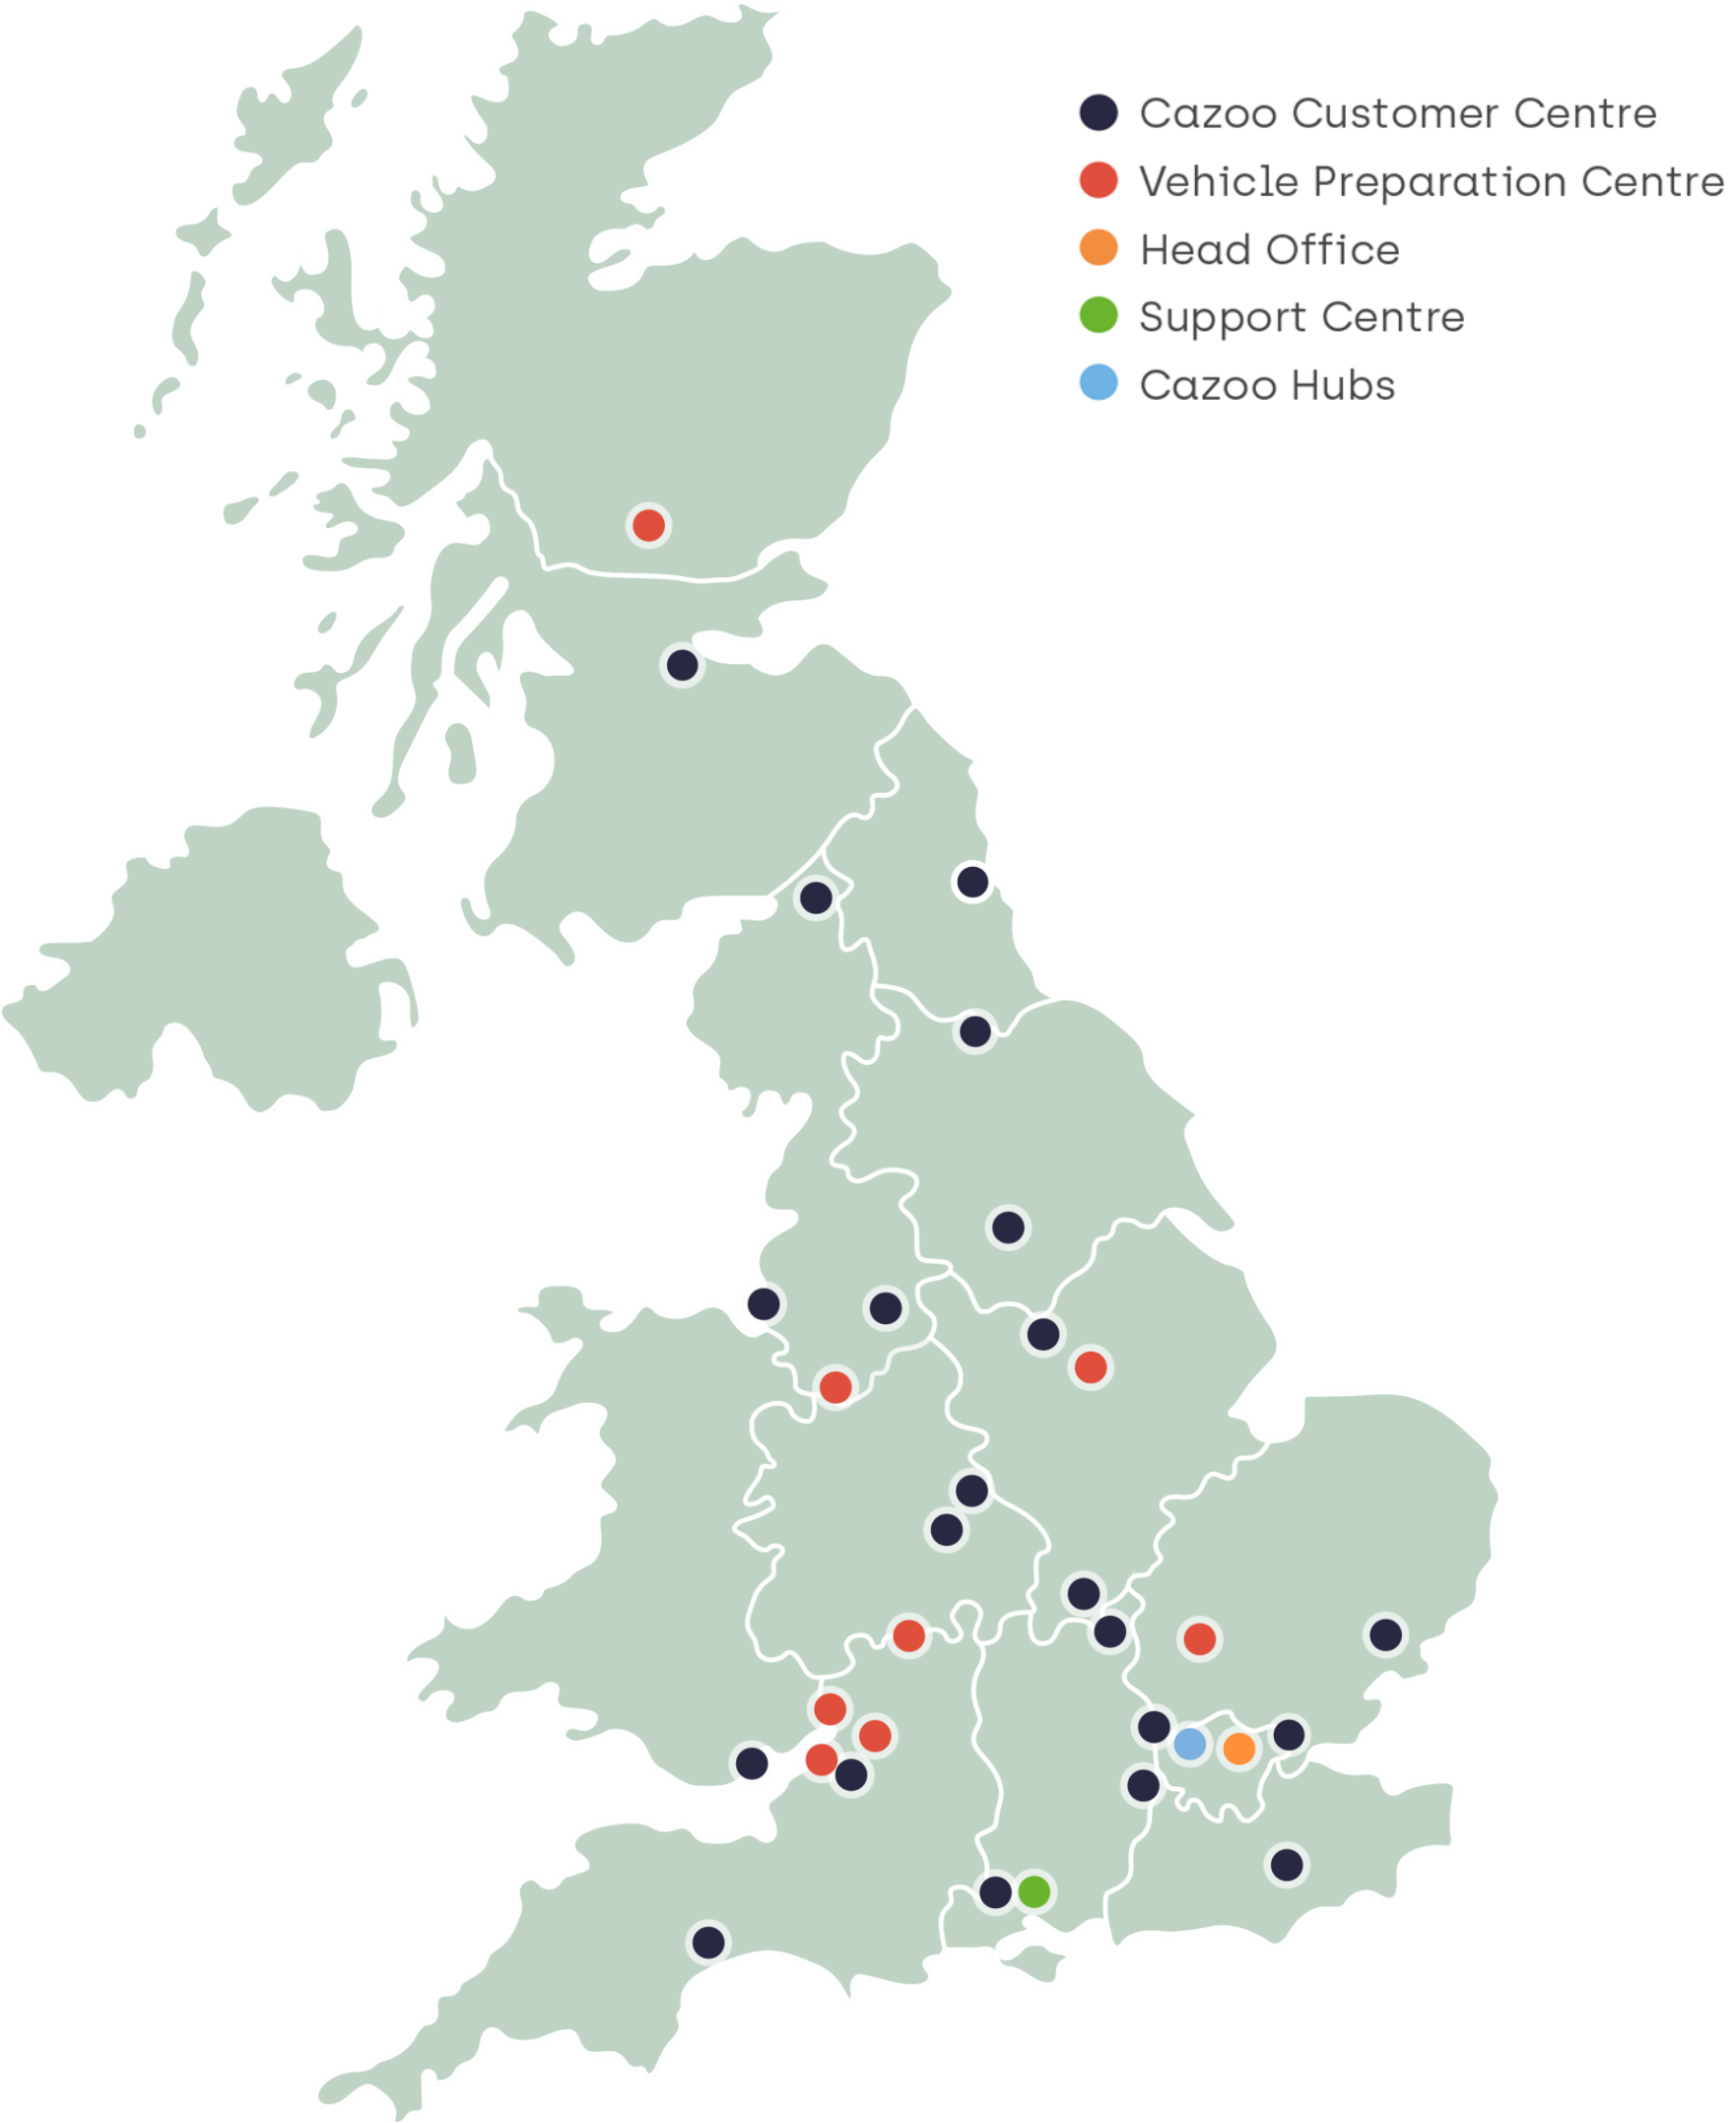 Cazoo Customer Centre
Vehicle Preparation Centre
Head Office
Support Centre
Cazoo Hubs